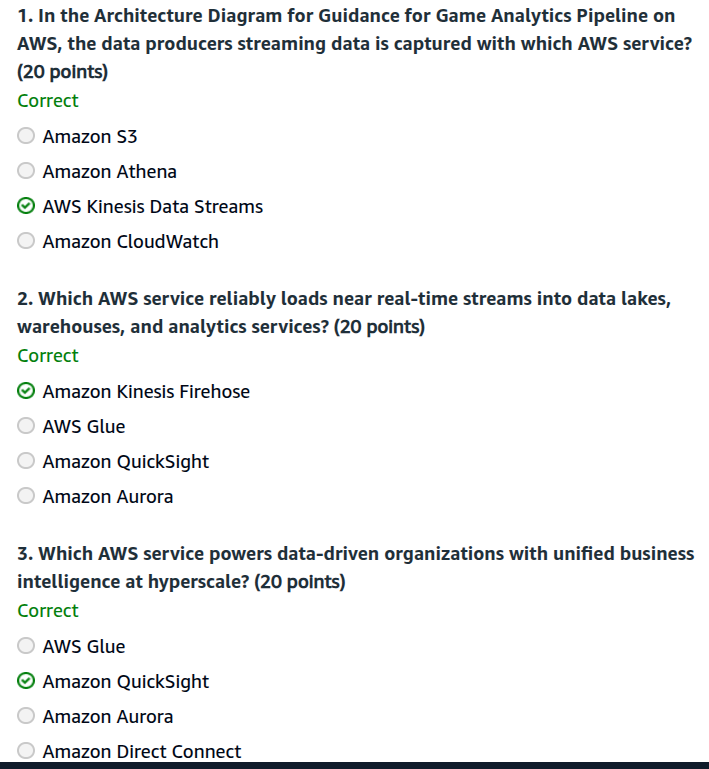 1. In the Architecture Diagram for Guidance for Game Analytics Pipeline on
AWS, the data producers streaming data is captured with which AWS service?
(20 points)
Correct
Amazon S3
Amazon Athena
AWS Kinesis Data Streams
Amazon CloudWatch
2. Which AWS service reliably loads near real-time streams into data lakes,
warehouses, and analytics services? (20 points)
Correct
Amazon Kinesis Firehose
AWS Glue
Amazon QuickSight
Amazon Aurora
3. Which AWS service powers data-driven organizations with unified business
intelligence at hyperscale? (20 points)
Correct
AWS Glue
Amazon QuickSight
Amazon Aurora
Amazon Direct Connect